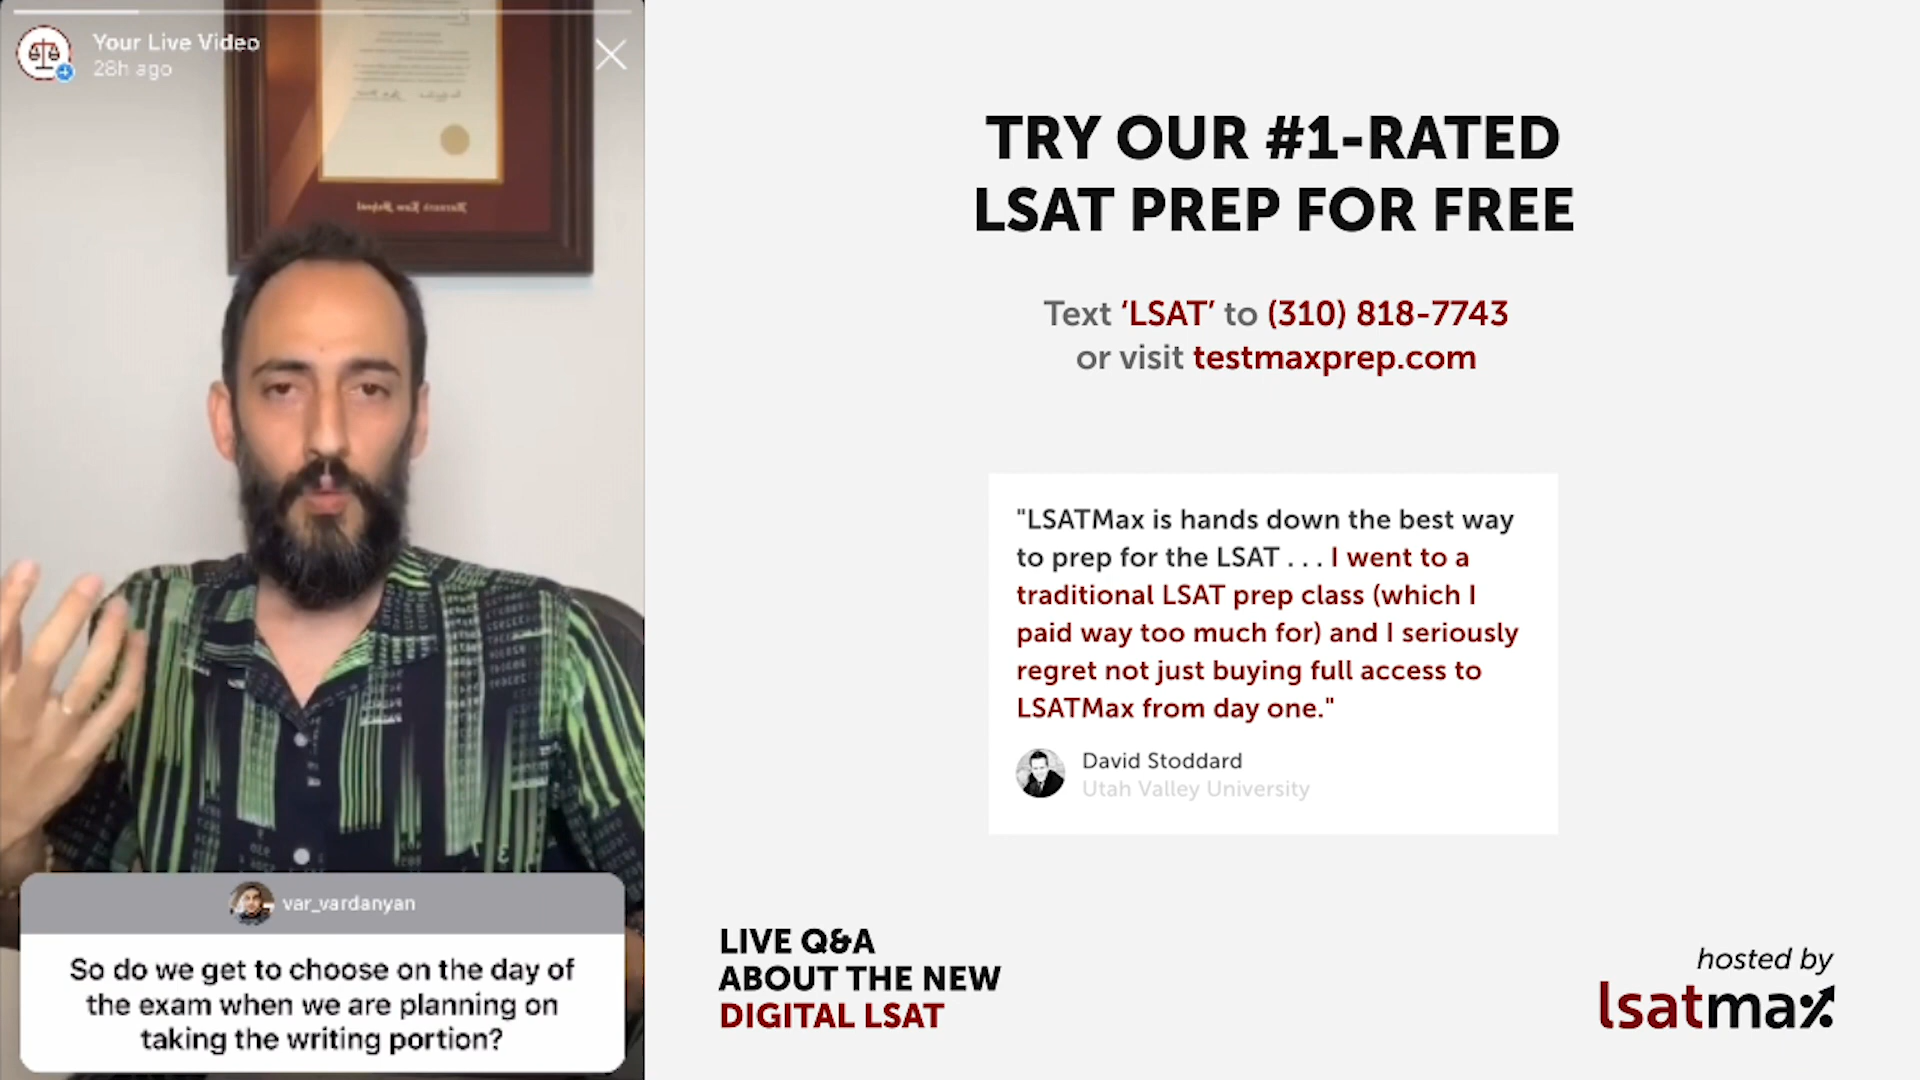 Your Live Video
28h ago
var_vardanyan
So do we get to choose on the day of
the exam when we are planning on
taking the writing portion?
TRY OUR #1-RATED
LSAT PREP FOR FREE
Text ‘LSAT’ to (310) 818-7743
or visit testmaxprep.com
"LSATMax is hands down the best way
to prep for the LSAT . . . I went to a
traditional LSAT prep class (which I
paid way too much for) and I seriously
regret not just buying full access to
LSATMax from day one."
David Stoddard
Utah Valley University
LIVE Q&A
ABOUT THE NEW
DIGITAL LSAT
hosted by
lsatmax